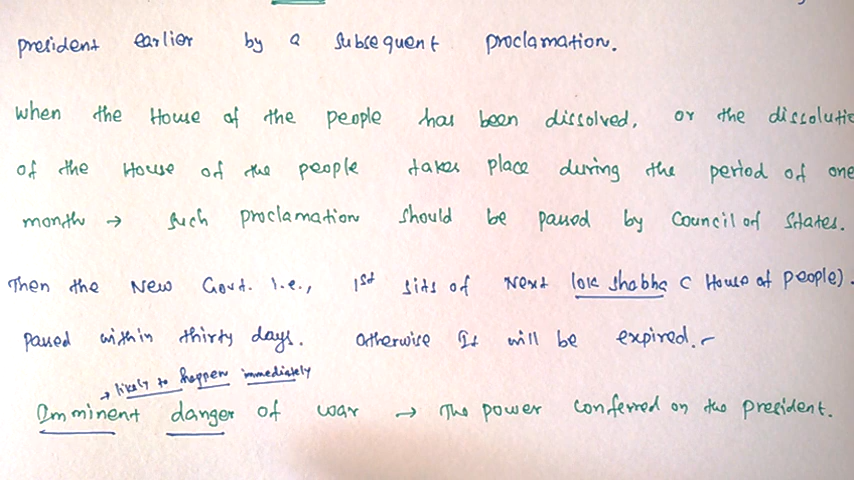 president earlier by a subsequent proclamation.
When the House of the people has been dissolved, or the dissolutio
of the House of the people takes place during the period of one
month → Such proclamation should be passed by Council of States.
Then the New Govt. i.e., 1st sits of Next lok shabha ( House of people).
passed within thirty days. Otherwise It will be expired.
→ likely to happen immediately
Imminent danger of war → The power conferred on the president.